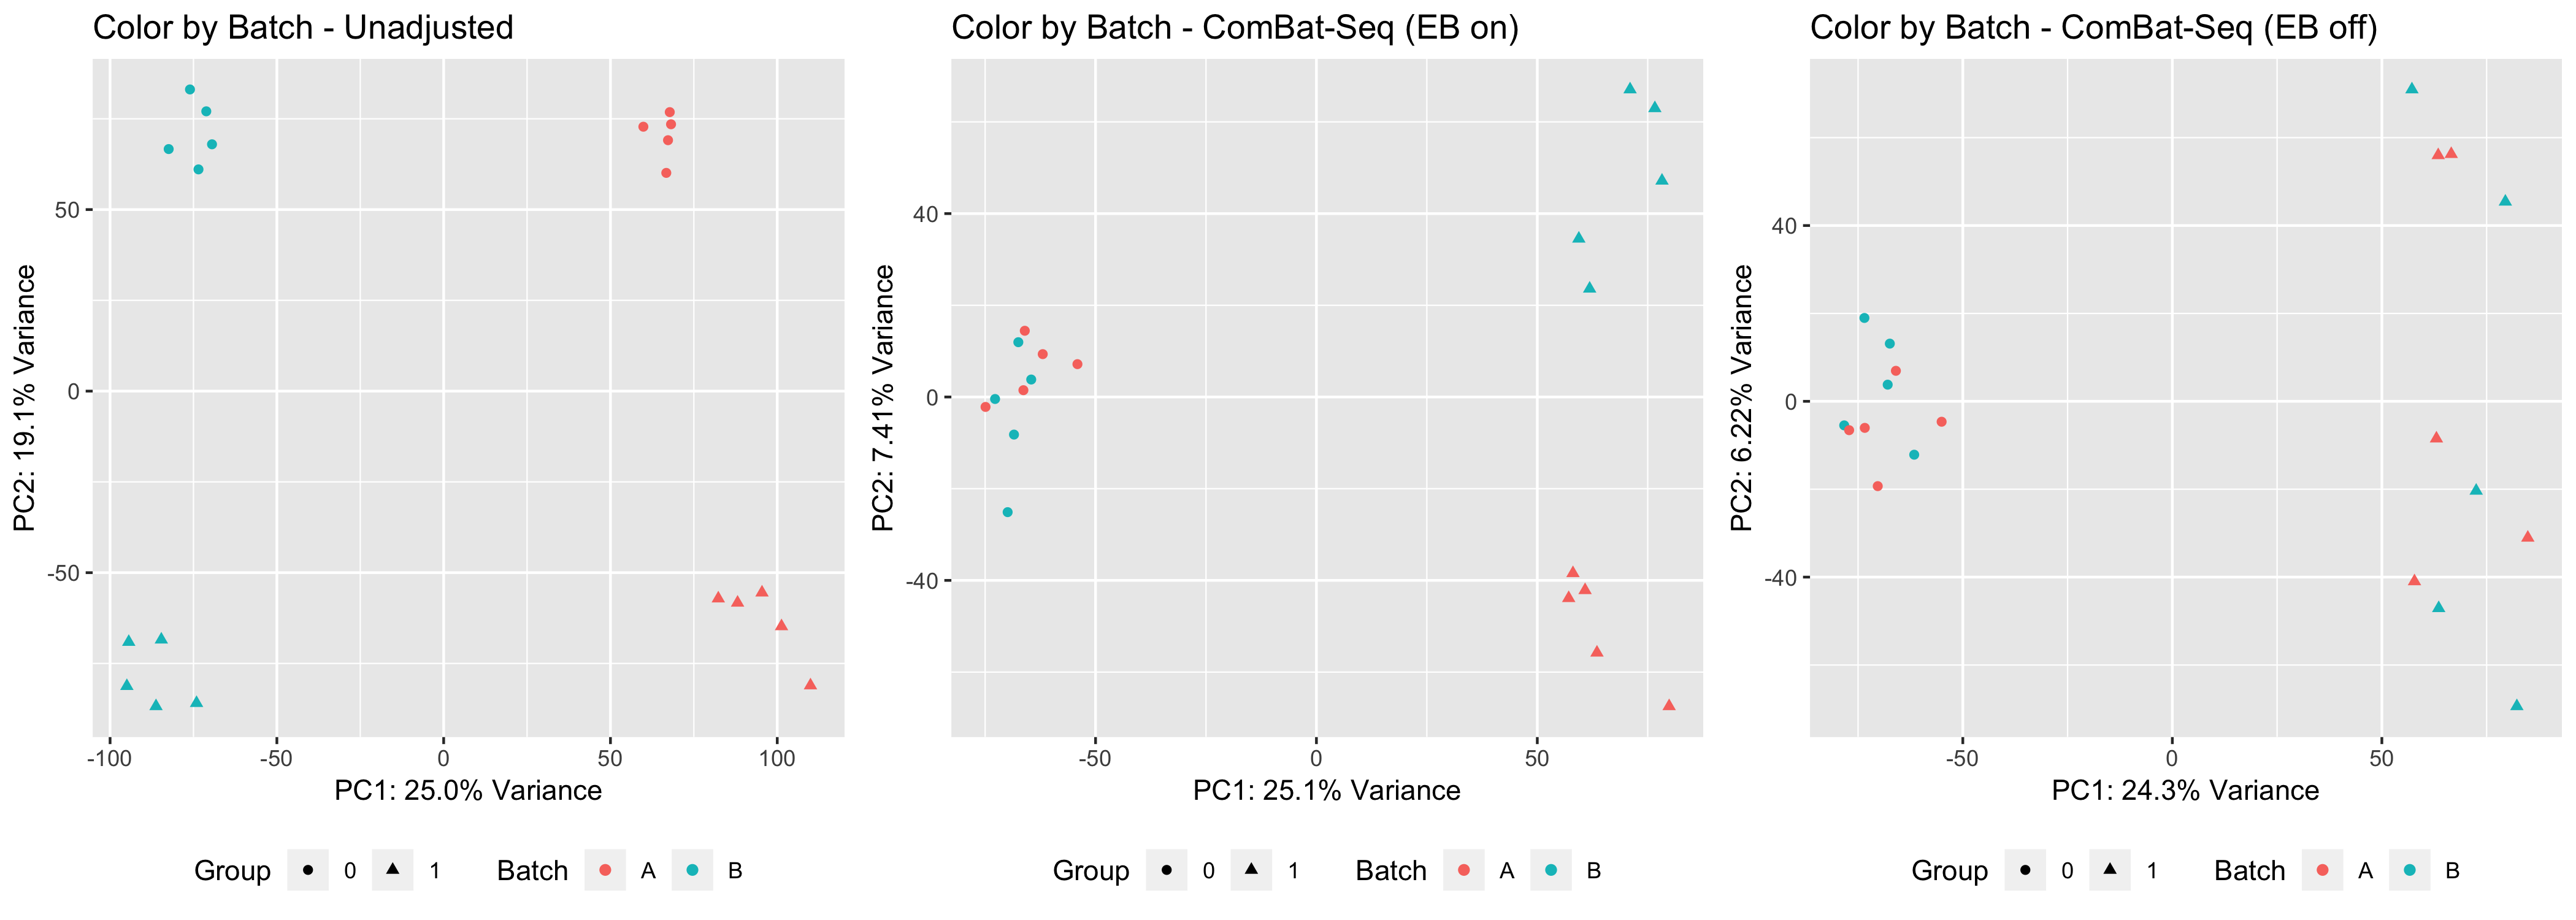 Color by Batch - Unadjusted
50
0
-50
PC2: 19.1% Variance
-100 -50 0 50 100
PC1: 25.0% Variance
Group 0 1 Batch A B
Color by Batch - ComBat-Seq (EB on)
40
0
-40
PC2: 7.41% Variance
-50 0 50
PC1: 25.1% Variance
Group 0 1 Batch A B
Color by Batch - ComBat-Seq (EB off)
40
0
-40
PC2: 6.22% Variance
-50 0 50
PC1: 24.3% Variance
Group 0 1 Batch A B